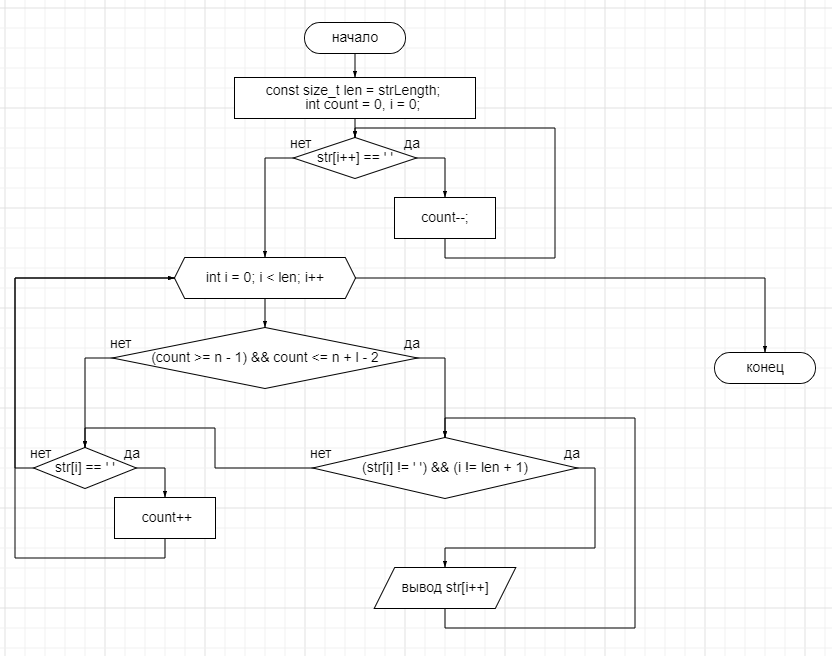 начало
const size_t len = strLength;
int count = 0, i = 0;
нет
да
str[i++] == ' '
count--;
int i = 0; i < len; i++
нет
да
(count >= n - 1) && count <= n + l - 2
конец
нет
да
нет
да
str[i] == ' '
(str[i] != ' ') && (i != len + 1)
count++
вывод str[i++]